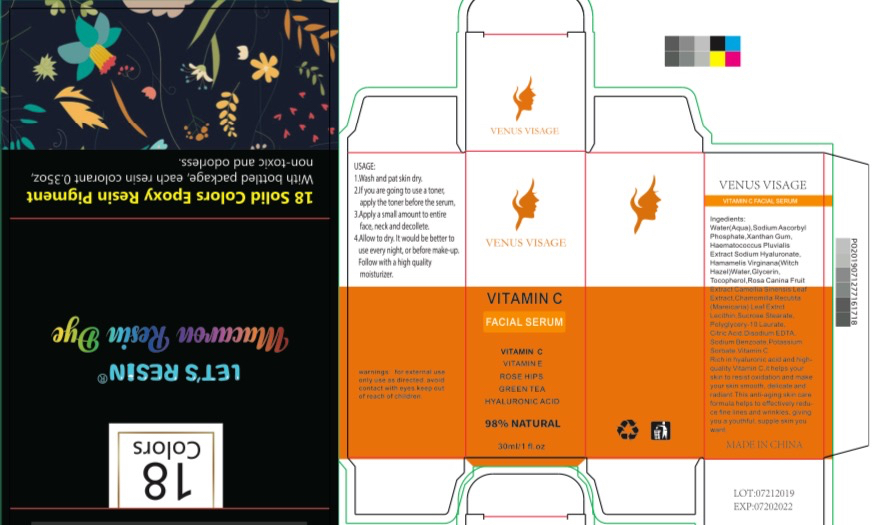 18 Solid Colors Epoxy Resin Pigment
With bottled package, each resin colorant 0.35oz,
non-toxic and odorless.
Macaron Resin Dye
LET'S RESIN®
18
Colors
USAGE:
1.Wash and pat skin dry.
2.If you are going to use a toner,
apply the toner before the serum,
3.Apply a small amount to entire
face, neck and decollete.
4.Allow to dry. It would be better to
use every night, or before make-up.
Follow with a high quality
moisturizer.
warnings: for external use
only use as directed. avoid
contact with eyes keep out
of reach of children
VENUS VISAGE
VENUS VISAGE
VITAMIN C
FACIAL SERUM
VITAMIN C
VITAMIN E
ROSE HIPS
GREEN TEA
HYALURONIC ACID
98% NATURAL
30ml/1 fl.oz
VENUS VISAGE
VITAMIN C FACIAL SERUM
Ingedients:
Water(Aqua),Sodium Ascorbyl
Phosphate,Xanthan Gum,
Haematococcus Pluvialis
Extract Sodium Hyaluronate,
Hamamelis Virginana(Witch
Hazel)Water,Glycerin,
Tocopherol,Rosa Canina Fruit
Extract Camellia Sinensis Leaf
Extract,Chamomilla Recutita
(Matricaria) Leaf Extrct
Lecithin,Sucrose Stearate,
Polyglycery-10 Laurate,
Citric Acid Disodium EDTA,
Sodium Benzoate,Potassium
Sorbate,Vitamin C
Rich in hyaluronic acid and high-
quality Vitamin C,it helps your
skin to resist oxidation and make
your skin smooth, delicate and
radiant.This anti-aging skin care
formula helps to effectively redu-
ce fine lines and wrinkles, giving
you a youthful, supple skin you
want.
MADE IN CHINA
LOT:07212019
EXP:07202022
P0201907127716 1718